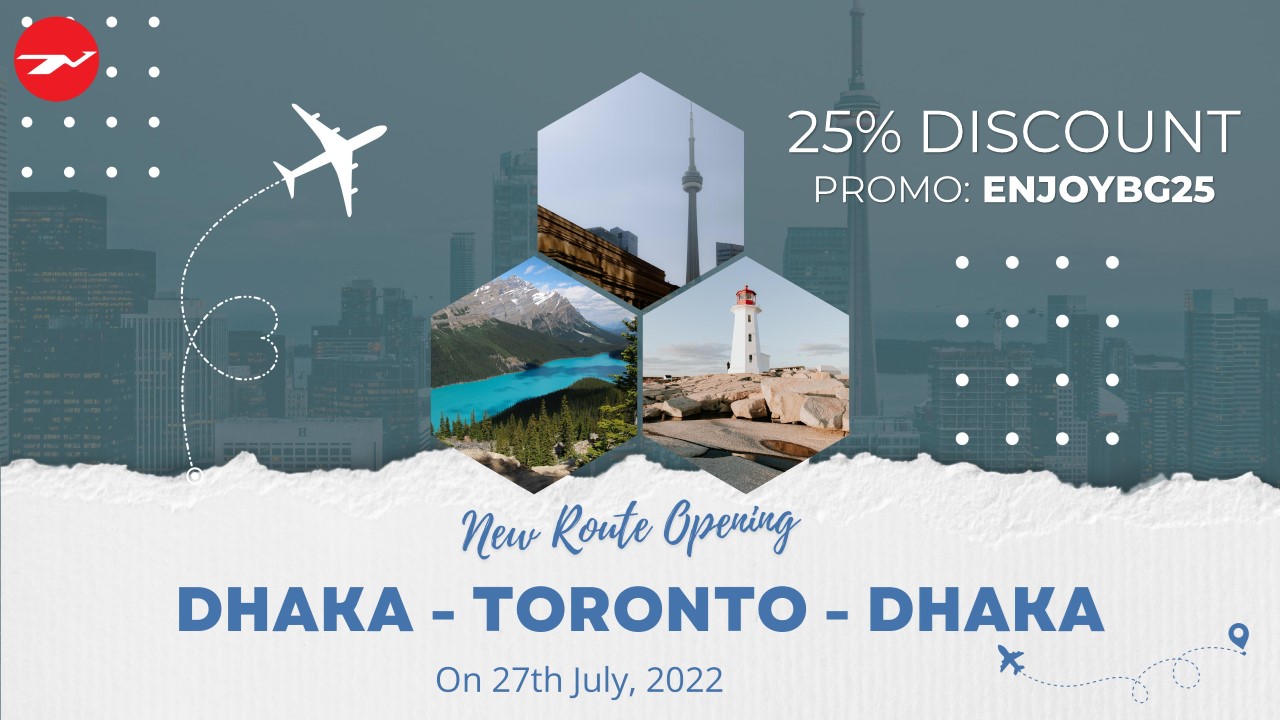 25% DISCOUNT
PROMO: ENJOYBG25
New Route Opening
DHAKA - TORONTO - DHAKA
On 27th July, 2022